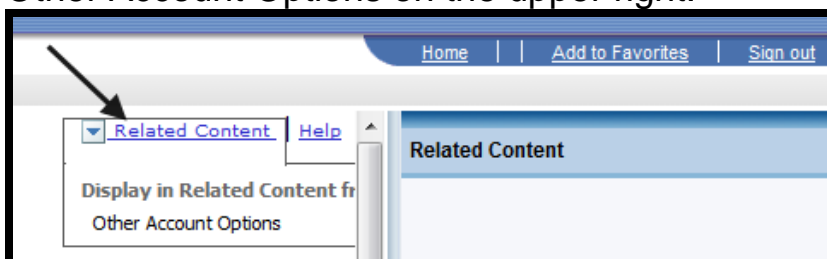 Other Account Options on the upper right.
Home | | Add to Favorites | Sign out
Related Content | Help
Related Content
Display in Related Content fr
Other Account Options